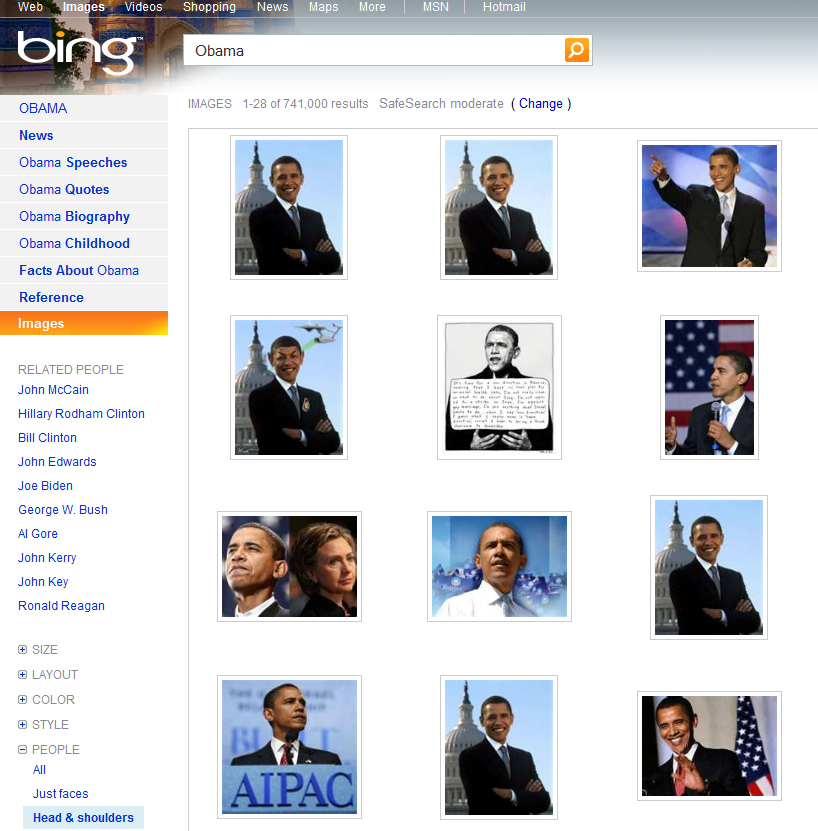 Web Images Videos Shopping News Maps More MSN Hotmail
bing™
Obama
IMAGES 1-28 of 741,000 results SafeSearch moderate ( Change )
OBAMA
News
Obama Speeches
Obama Quotes
Obama Biography
Obama Childhood
Facts About Obama
Reference
Images
RELATED PEOPLE
John McCain
Hillary Rodham Clinton
Bill Clinton
John Edwards
Joe Biden
George W. Bush
Al Gore
John Kerry
John Key
Ronald Reagan
SIZE
LAYOUT
COLOR
STYLE
PEOPLE
All
Just faces
Head & shoulders
AIPAC